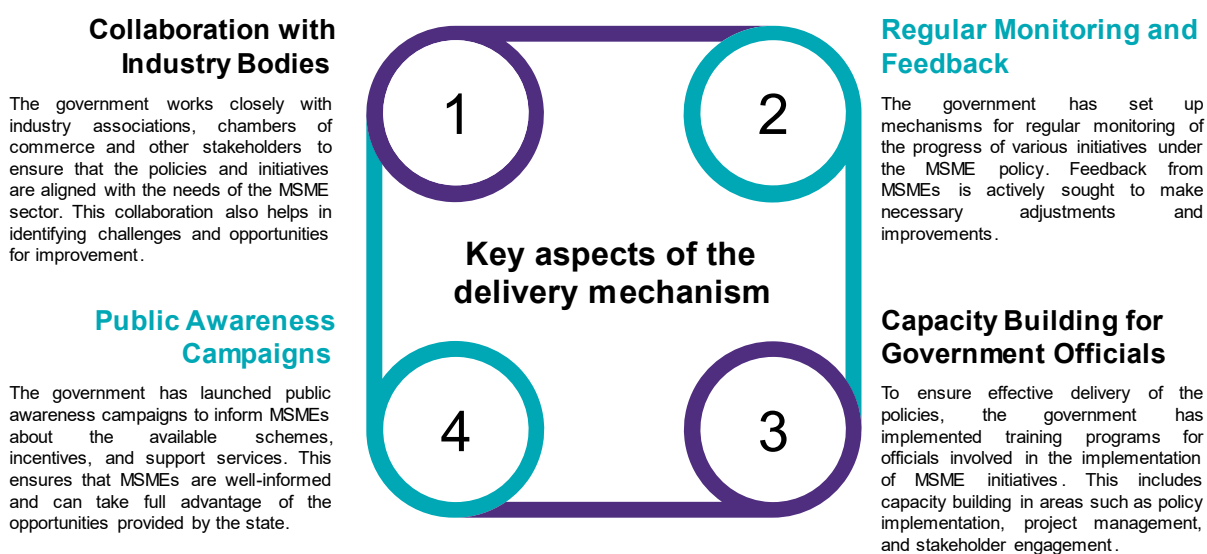 Collaboration with
Industry Bodies
The government works closely with
industry associations, chambers of
commerce and other stakeholders to
ensure that the policies and initiatives
are aligned with the needs of the MSME
sector. This collaboration also helps in
identifying challenges and opportunities
for improvement.
1
2
Regular Monitoring and
Feedback
The government has set up
mechanisms for regular monitoring of
the progress of various initiatives under
the MSME policy. Feedback from
MSMEs is actively sought to make
necessary adjustments and
improvements.
Key aspects of the
delivery mechanism
Public Awareness
Campaigns
The government has launched public
awareness campaigns to inform MSMEs
about the available schemes,
incentives, and support services. This
ensures that MSMEs are well-informed
and can take full advantage of the
opportunities provided by the state.
4
3
Capacity Building for
Government Officials
To ensure effective delivery of the
policies, the government has
implemented training programs for
officials involved in the implementation
of MSME initiatives. This includes
capacity building in areas such as policy
implementation, project management,
and stakeholder engagement.